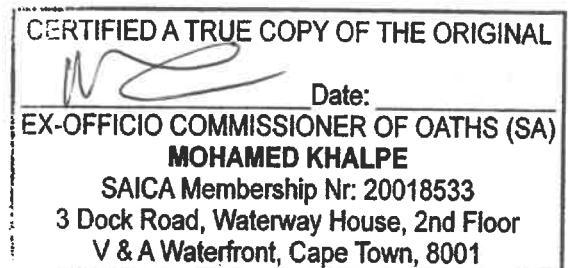 CERTIFIED A TRUE COPY OF THE ORIGINAL
Date:
EX-OFFICIO COMMISSIONER OF OATHS (SA)
MOHAMED KHALPE
SAICA Membership Nr: 20018533
3 Dock Road, Waterway House, 2nd Floor
V & A Waterfront, Cape Town, 8001